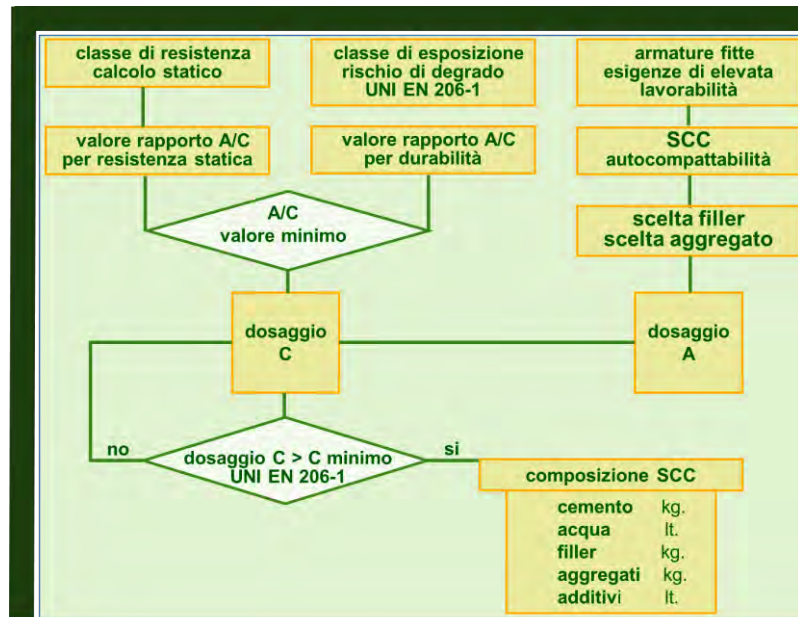 classe di resistenza
calcolo statico
classe di esposizione
rischio di degrado
UNI EN 206-1
armature fitte
esigenze di elevata
lavorabilità
valore rapporto A/C
per resistenza statica
valore rapporto A/C
per durabilità
SCC
autocompattabilità
A/C
valore minimo
scelta filler
scelta aggregato
dosaggio
C
dosaggio
A
no
dosaggio C > C minimo
UNI EN 206-1
si
composizione SCC
cemento kg.
acqua lt.
filler kg.
aggregati kg.
additivi lt.